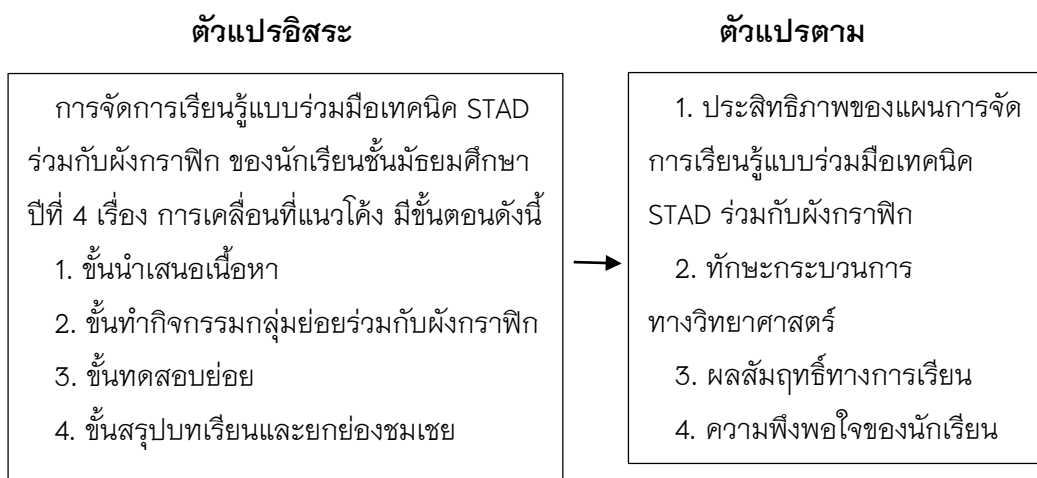 ตัวแปรอิสระ
การจัดการเรียนรู้แบบร่วมมือเทคนิค STAD
ร่วมกับผังกราฟิก ของนักเรียนชั้นมัธยมศึกษา
ปีที่ 4 เรื่อง การเคลื่อนที่แนวโค้ง มีขั้นตอนดังนี้
1. ขั้นนำเสนอเนื้อหา
2. ขั้นทำกิจกรรมกลุ่มย่อยร่วมกับผังกราฟิก
3. ขั้นทดสอบย่อย
4. ขั้นสรุปบทเรียนและยกย่องชมเชย
ตัวแปรตาม
1. ประสิทธิภาพของแผนการจัด
การเรียนรู้แบบร่วมมือเทคนิค
STAD ร่วมกับผังกราฟิก
2. ทักษะกระบวนการ
ทางวิทยาศาสตร์
3. ผลสัมฤทธิ์ทางการเรียน
4. ความพึงพอใจของนักเรียน